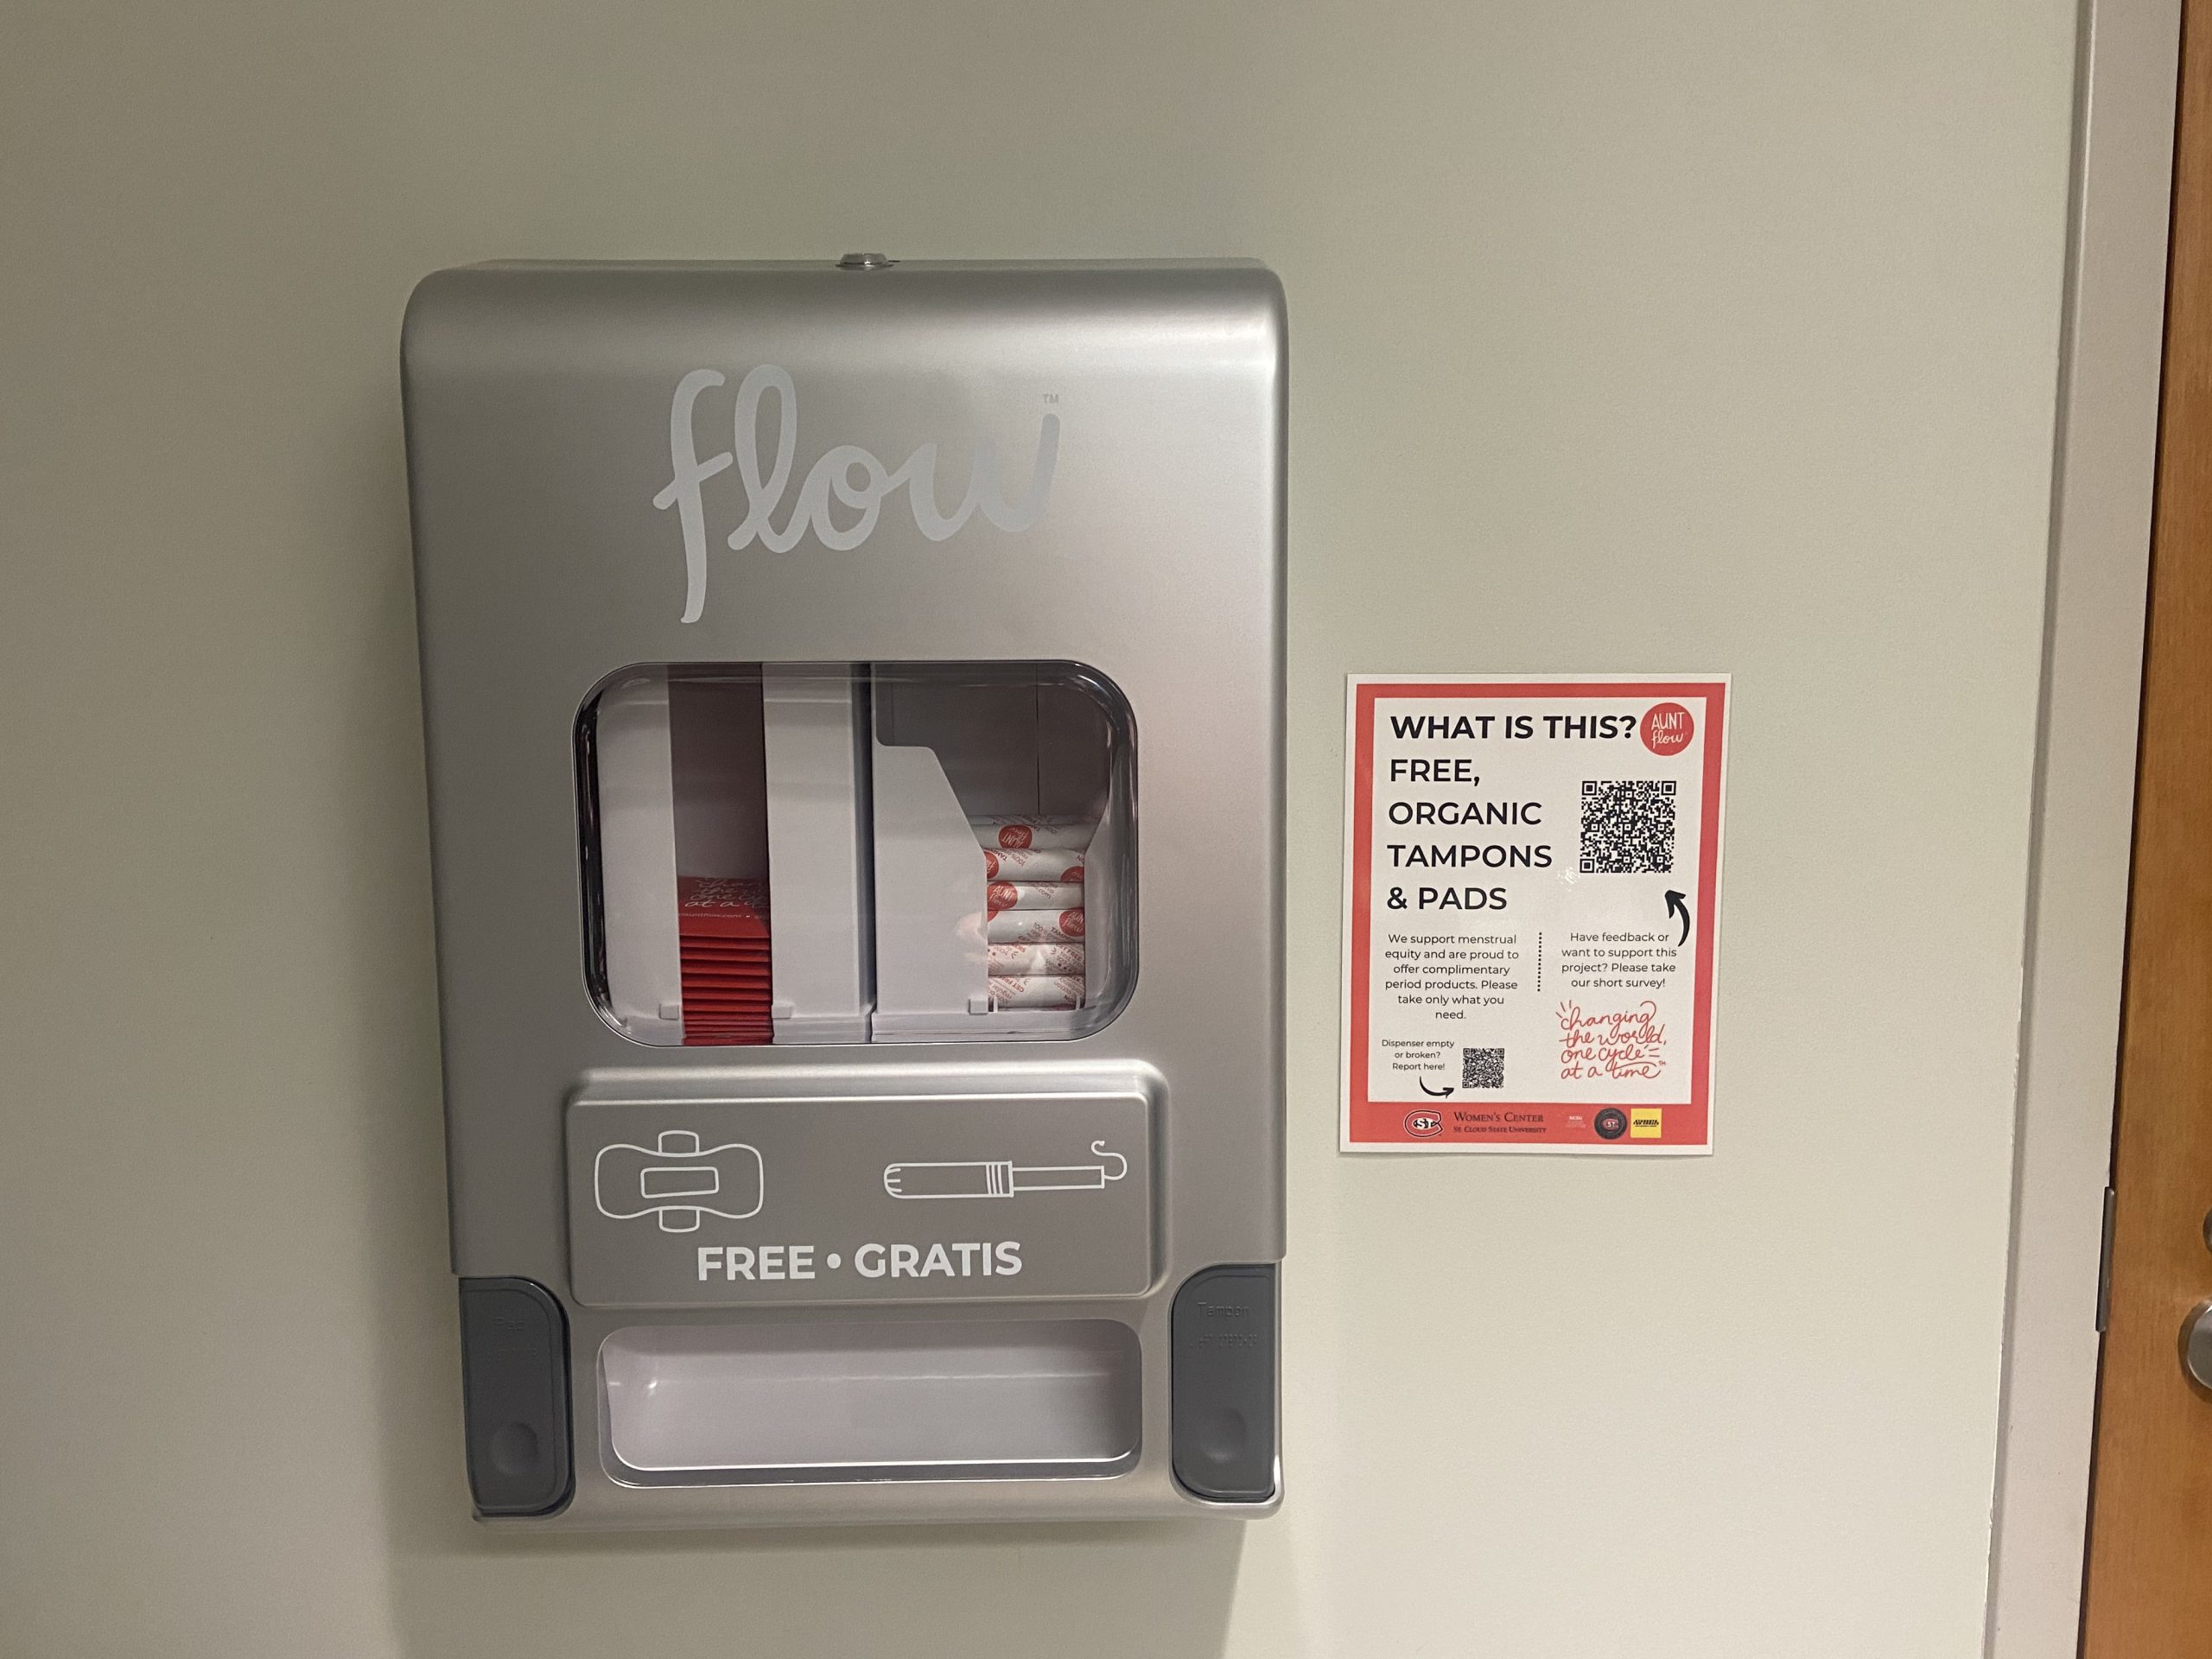 flow™
FREE • GRATIS
Tampon
WHAT IS THIS?
AUNT
flow
FREE,
ORGANIC
TAMPONS
& PADS
We support menstrual
equity and are proud to
offer complimentary
period products. Please
take only what you
need.
Have feedback or
want to support this
project? Please take
our short survey!
Dispenser empty
or broken?
Report here!
changing
the world,
one cycle
at a time™
WOMEN'S CENTER
ST. CLOUD STATE UNIVERSITY